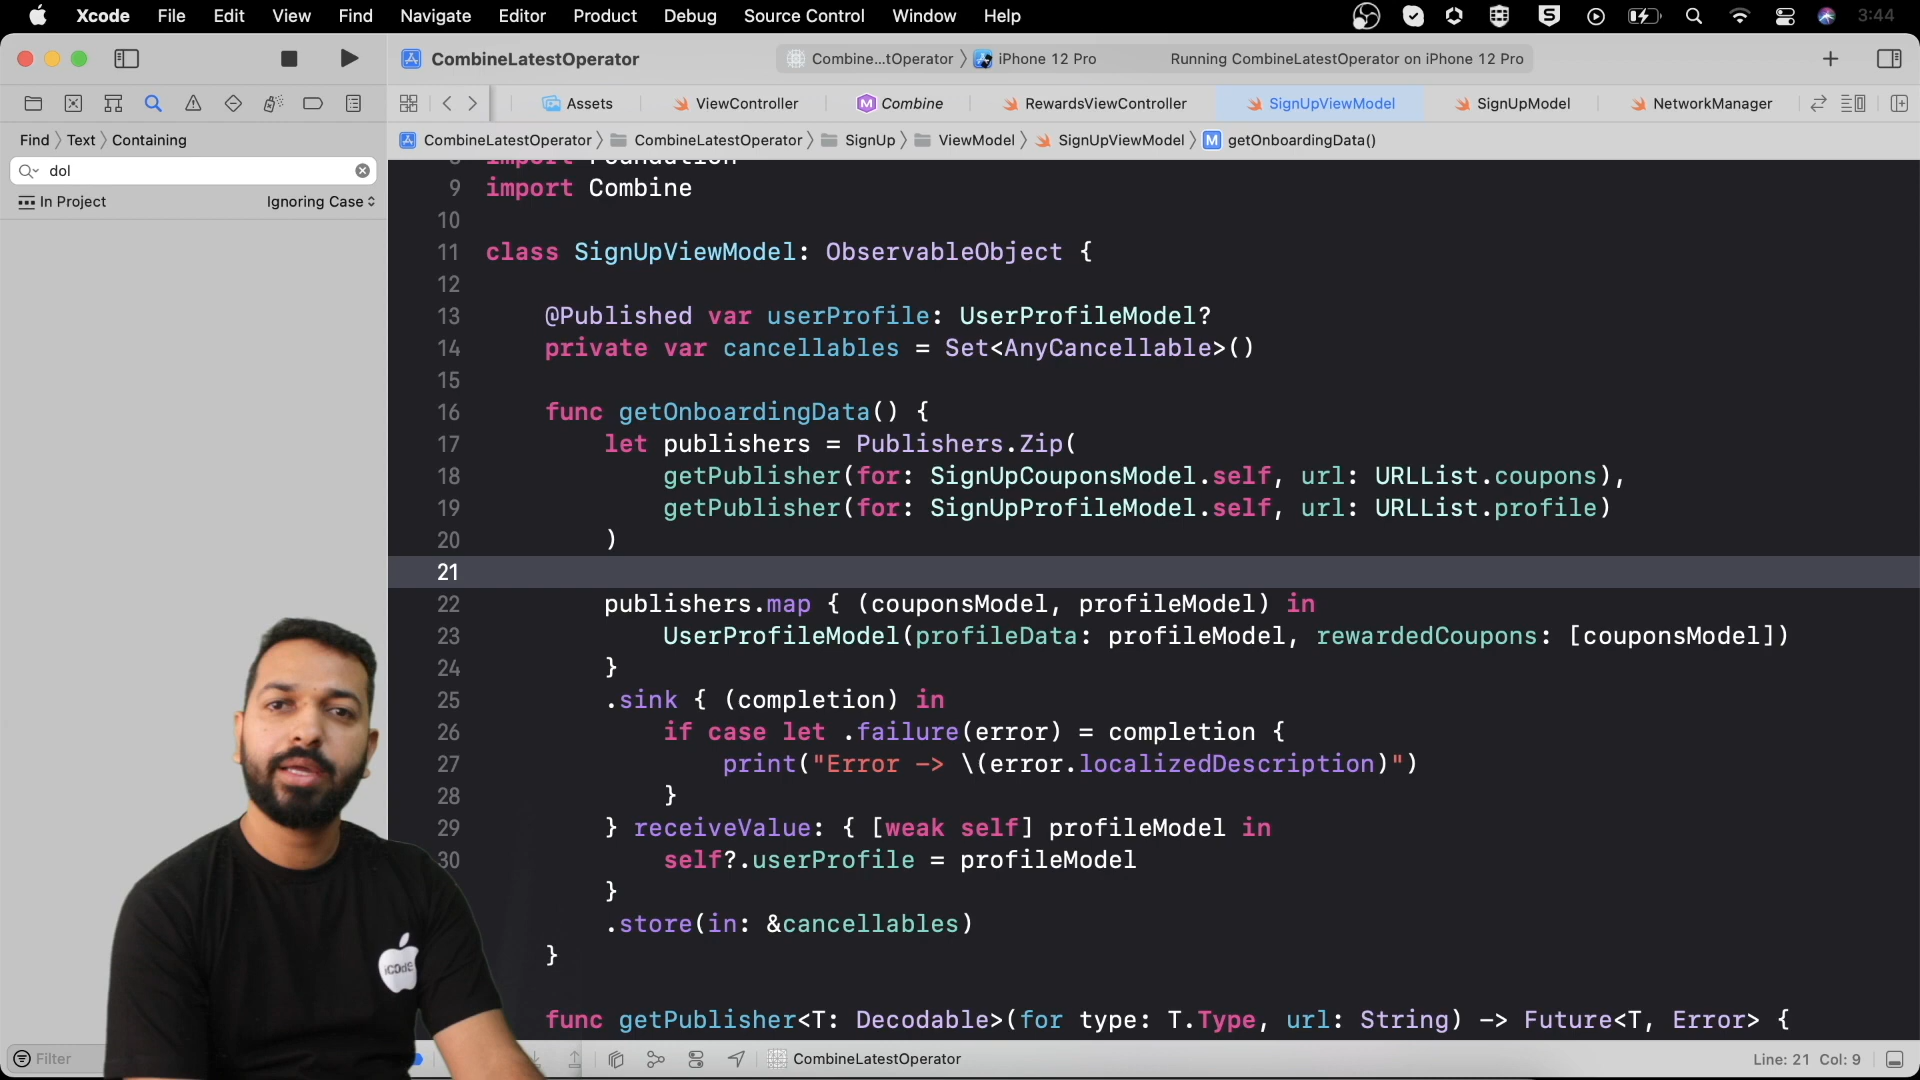 Xcode File Edit View Find Navigate Editor Product Debug Source Control Window Help 3:44
CombineLatestOperator Combine...tOperator iPhone 12 Pro Running CombineLatestOperator on iPhone 12 Pro
Assets ViewController M Combine RewardsViewController SignUpViewModel SignUpModel NetworkManager
Find Text Containing
CombineLatestOperator CombineLatestOperator SignUp ViewModel SignUpViewModel M getOnboardingData()
dol
In Project Ignoring Case
8 import Foundation
9 import Combine
10
11 class SignUpViewModel: ObservableObject {
12
13 @Published var userProfile: UserProfileModel?
14 private var cancellables = Set<AnyCancellable>()
15
16 func getOnboardingData() {
17 let publishers = Publishers.Zip(
18 getPublisher(for: SignUpCouponsModel.self, url: URLList.coupons),
19 getPublisher(for: SignUpProfileModel.self, url: URLList.profile)
20 )
21
22 publishers.map { (couponsModel, profileModel) in
23 UserProfileModel(profileData: profileModel, rewardedCoupons: [couponsModel])
24 }
25 .sink { (completion) in
26 if case let .failure(error) = completion {
27 print("Error -> \(error.localizedDescription)")
28 }
29 } receiveValue: { [weak self] profileModel in
30 self?.userProfile = profileModel
}
.store(in: &cancellables)
}
func getPublisher<T: Decodable>(for type: T.Type, url: String) -> Future<T, Error> {
iCode
Filter CombineLatestOperator Line: 21 Col: 9